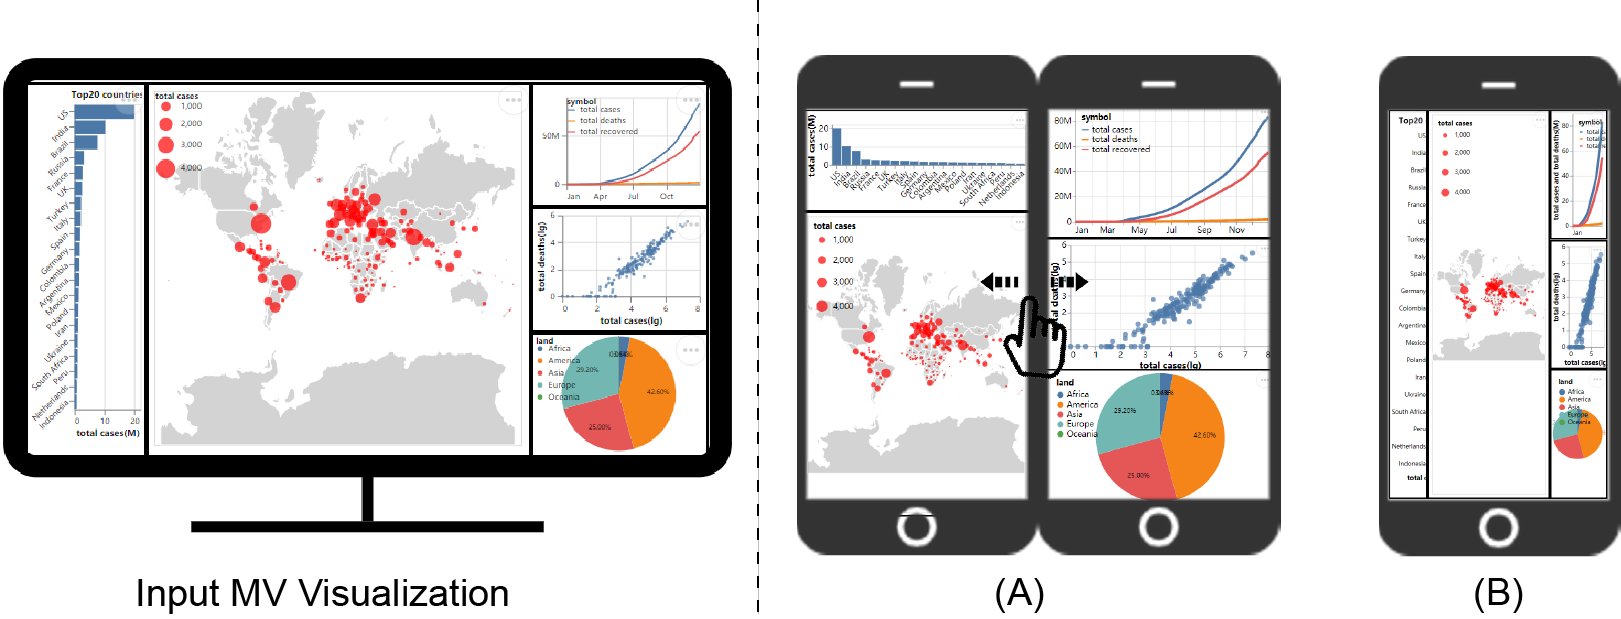 Top20 countries
US
India
Brazil
Russia
France
UK
Turkey
Italy
Spain
Germany
Colombia
Argentina
Mexico
Poland
Iran
Ukraine
South Africa
Peru
Netherlands
Indonesia
0 10 20
total cases(M)
total cases
1,000
2,000
3,000
4,000
symbol
total cases
total deaths
total recovered
50M
0
Jan Apr Jul Oct
total deaths(lg)
6
4
2
0
0 2 4 6 8
total cases(lg)
land
Africa
America
Asia
Europe
Oceania
29.20%
42.60%
25.00%
Input MV Visualization
total cases(M)
20
10
0
US
India
Brazil
Russia
France
UK
Turkey
Italy
Spain
Germany
Colombia
Argentina
Mexico
Poland
Iran
Ukraine
South Africa
Peru
Netherlands
Indonesia
total cases
1,000
2,000
3,000
4,000
symbol
total cases
total deaths
total recovered
80M
60M
40M
20M
0
Jan Mar May Jul Sep Nov
total deaths(lg)
6
5
3
2
0 1 2 3 4 5 6 7 8
total cases(lg)
land
Africa
America
Asia
Europe
Oceania
29.20%
42.60%
25.00%
(A)
Top20
US
India
Brazil
Russia
France
UK
Turkey
Italy
Spain
Germany
Colombia
Argentina
Mexico
Poland
Iran
Ukraine
South Africa
Peru
Netherlands
Indonesia
total
total cases
1,000
2,000
3,000
4,000
symbol
total cases and total deaths(M)
80
60
40
20
0
Jan
total deaths(lg)
6
5
4
3
2
1
0
0 5
total cases(lg
land
Africa
America
Asia
Europe
Oceania
(B)